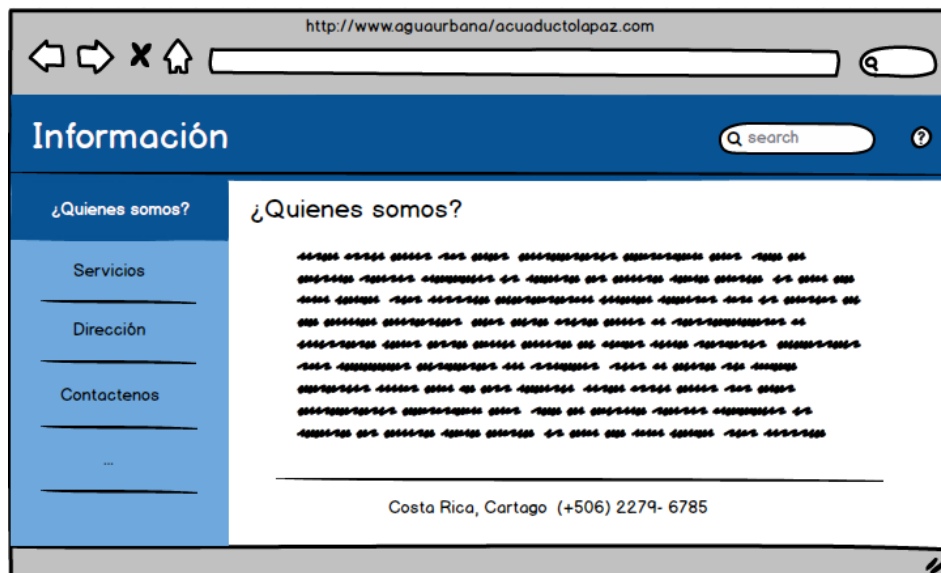 http://www.aguaurbana/acuaductolapaz.com
Información
search
?
¿Quienes somos?
¿Quienes somos?
Servicios
Dirección
Contactenos
...
Costa Rica, Cartago (+506) 2279- 6785